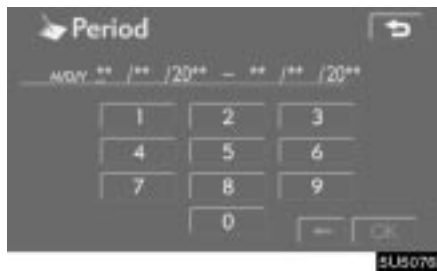 Period
M/D/Y ** /** /20** – ** /** /20**
1 2 3
4 5 6
7 8 9
0 ← OK
5U5076